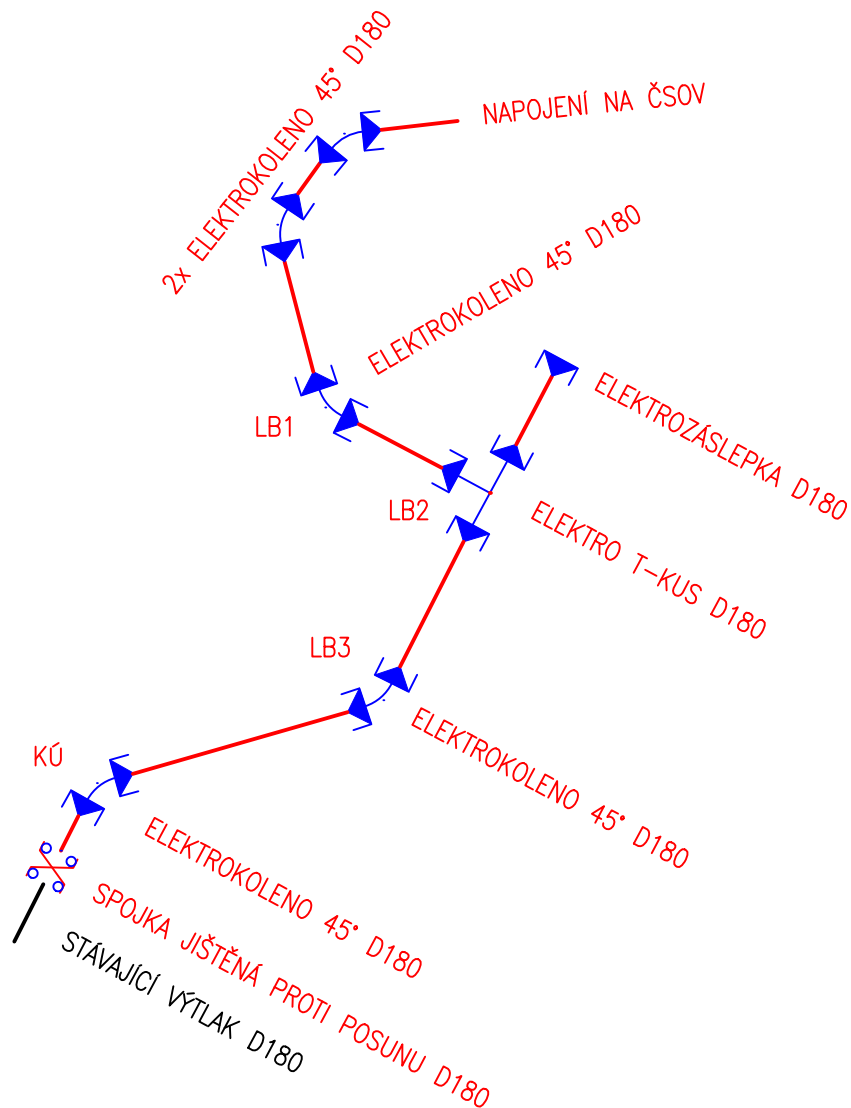 2x ELEKTROKOLENO 45° D180
NAPOJENÍ NA ČSOV
ELEKTROKOLENO 45° D180
LB1
ELEKTROZÁSLEPKA D180
LB2
ELEKTRO T-KUS D180
LB3
ELEKTROKOLENO 45° D180
KÚ
ELEKTROKOLENO 45° D180
SPOJKA JIŠTĚNÁ PROTI POSUNU D180
STÁVAJÍCÍ VÝTLAK D180